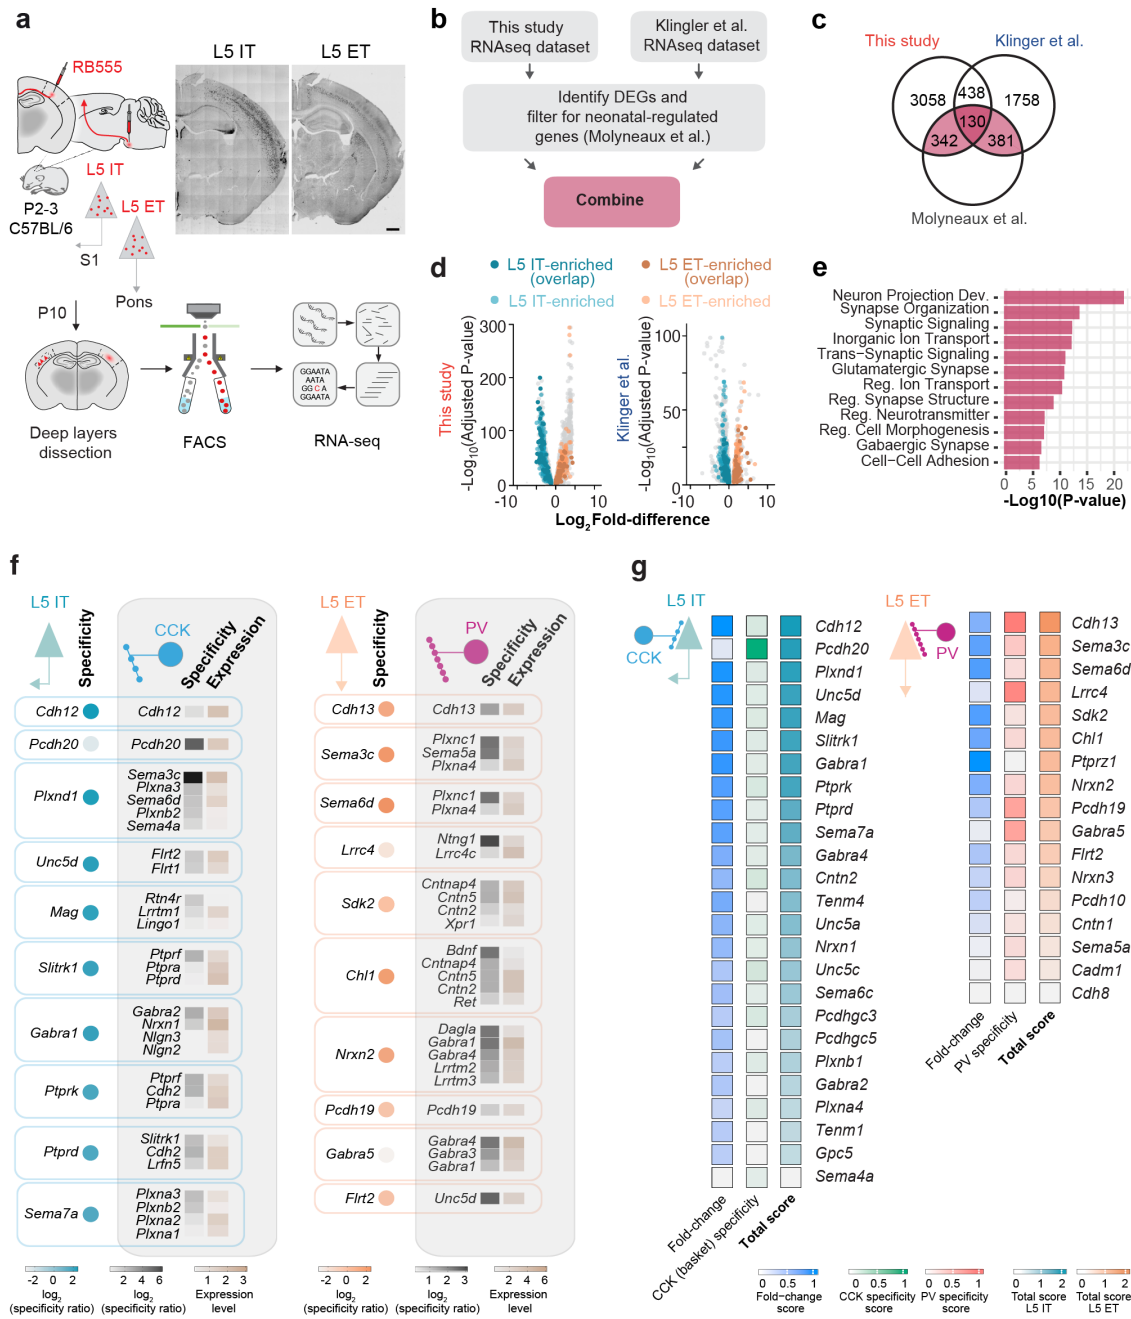 a
RB555
L5 IT
L5 ET
P2-3
C57BL/6
L5 IT
L5 ET
S1
Pons
P10
GGAATA
AATA
GG C A
GGAATA
Deep layers
dissection
FACS
RNA-seq
b
This study
RNAseq dataset
Klingler et al.
RNAseq dataset
Identify DEGs and
filter for neonatal-regulated
genes (Molyneaux et al.)
Combine
c
This study
Klinger et al.
3058
438
1758
130
342
381
Molyneaux et al.
d
L5 IT-enriched
(overlap)
L5 IT-enriched
L5 ET-enriched
(overlap)
L5 ET-enriched
This study
-Log10(Adjusted P-value)
300
200
100
0
-10
0
10
Klinger et al.
-Log10(Adjusted P-value)
100
50
0
-10
0
10
Log2Fold-difference
e
Neuron Projection Dev.
Synapse Organization
Synaptic Signaling
Inorganic Ion Transport
Trans-Synaptic Signaling
Glutamatergic Synapse
Reg. Ion Transport
Reg. Synapse Structure
Reg. Neurotransmitter
Reg. Cell Morphogenesis
Gabaergic Synapse
Cell-Cell Adhesion
0 5 10 15 20
-Log10(P-value)
f
L5 IT
Specificity
CCK
Specificity
Expression
Cdh12
Cdh12
Pcdh20
Pcdh20
Plxnd1
Sema3c
Plxna3
Sema6d
Plxnb2
Sema4a
Unc5d
Flrt2
Flrt1
Mag
Rtn4r
Lrrtm1
Lingo1
Slitrk1
Ptprf
Ptpra
Ptprd
Gabra1
Gabra2
Nrxn1
Nlgn3
Nlgn2
Ptprk
Ptprf
Cdh2
Ptpra
Ptprd
Slitrk1
Cdh2
Lrfn5
Sema7a
Plxna3
Plxnb2
Plxna2
Plxna1
-2 0 2
log2
(specificity ratio)
2 4 6
log2
(specificity ratio)
1 2 3
Expression
level
L5 ET
Specificity
PV
Specificity
Expression
Cdh13
Cdh13
Sema3c
Plxnc1
Sema5a
Plxna4
Sema6d
Plxnc1
Plxna4
Lrrc4
Ntng1
Lrrc4c
Sdk2
Cntnap4
Cntn5
Cntn2
Xpr1
Chl1
Bdnf
Cntnap4
Cntn5
Cntn2
Ret
Nrxn2
Dagla
Gabra1
Gabra4
Lrrtm2
Lrrtm3
Pcdh19
Pcdh19
Gabra5
Gabra4
Gabra3
Gabra1
Flrt2
Unc5d
-2 0 2
log2
(specificity ratio)
1 2 3
log2
(specificity ratio)
2 4 6
Expression
level
g
L5 IT
CCK
Cdh12
Pcdh20
Plxnd1
Unc5d
Mag
Slitrk1
Gabra1
Ptprk
Ptprd
Sema7a
Gabra4
Cntn2
Tenm4
Unc5a
Nrxn1
Unc5c
Sema6c
Pcdhgc3
Pcdhgc5
Plxnb1
Gabra2
Plxna4
Tenm1
Gpc5
Sema4a
Fold-change
CCK (basket) specificity
Total score
L5 ET
PV
Cdh13
Sema3c
Sema6d
Lrrc4
Sdk2
Chl1
Ptprz1
Nrxn2
Pcdh19
Gabra5
Flrt2
Nrxn3
Pcdh10
Cntn1
Sema5a
Cadm1
Cdh8
Fold-change
PV specificity
Total score
0 0.5 1
Fold-change
score
0 0.5 1
CCK specificity
score
0 0.5 1
PV specificity
score
0 1 2
Total score
L5 IT
0 1 2
Total score
L5 ET